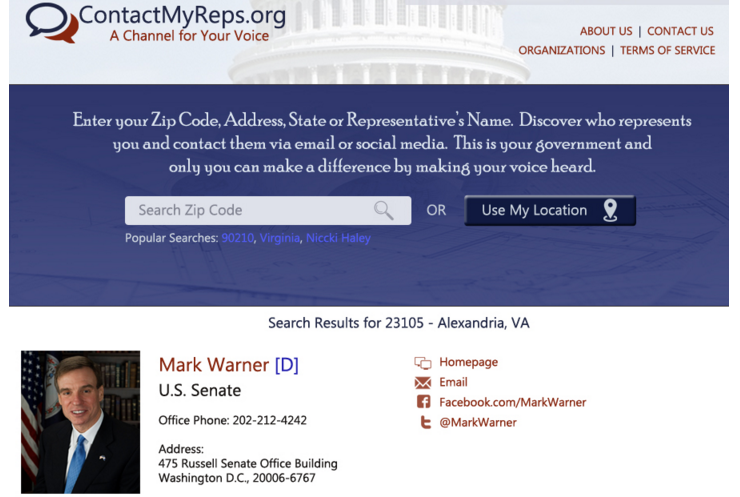 ContactMyReps.org
A Channel for Your Voice
ABOUT US | CONTACT US
ORGANIZATIONS | TERMS OF SERVICE
Enter your Zip Code, Address, State or Representative's Name. Discover who represents
you and contact them via email or social media. This is your government and
only you can make a difference by making your voice heard.
Search Zip Code
OR
Use My Location
Popular Searches: 90210, Virginia, Niccki Haley
Search Results for 23105 - Alexandria, VA
Mark Warner [D]
U.S. Senate
Office Phone: 202-212-4242
Address:
475 Russell Senate Office Building
Washington D.C., 20006-6767
Homepage
Email
Facebook.com/MarkWarner
@MarkWarner